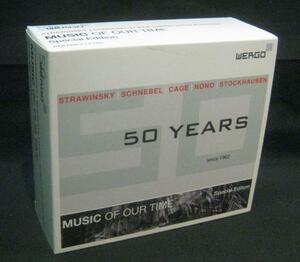 MUSIC OF OUR TIME
Special Edition
WERGO
STRAWINSKY SCHNEBEL CAGE NONO STOCKHAUSEN
50 YEARS
since 1962
Special Edition
MUSIC OF OUR TIME